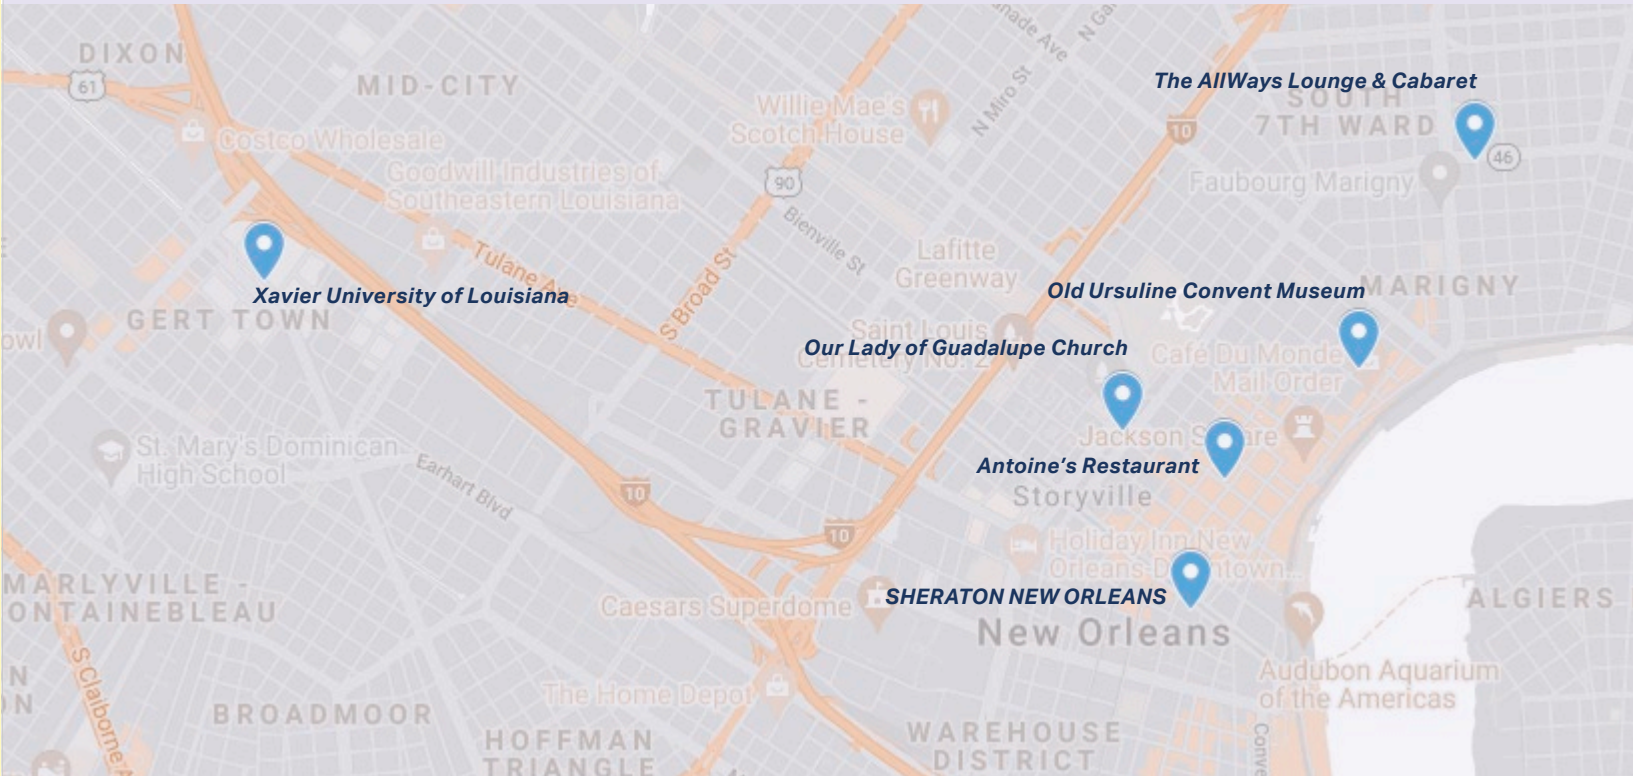 DIXON
61
MID-CITY
Costco Wholesale
Goodwill Industries of
Southeastern Louisiana
Willie Mae's
Scotch House
N Miro St
90
Bienville St
Tulane Ave
S Broad St
10
The AllWays Lounge & Cabaret
SOUTH
7TH WARD
46
Faubourg Marigny
Lafitte
Greenway
Xavier University of Louisiana
GERT TOWN
Old Ursuline Convent Museum
MARIGNY
Saint Louis
Cemetery No. 2
Our Lady of Guadalupe Church
Café Du Monde
Mail Order
TULANE -
GRAVIER
St. Mary's Dominican
High School
Earhart Blvd
Jackson Square
Antoine's Restaurant
Storyville
10
10
Holiday Inn New
Orleans Downtown...
MARLYVILLE -
ONTAINEBLEAU
Caesars Superdome
SHERATON NEW ORLEANS
New Orleans
ALGIERS
Audubon Aquarium
of the Americas
S Claiborne A
The Home Depot
BROADMOOR
HOFFMAN
TRIANGLE
WAREHOUSE
DISTRICT
Conve